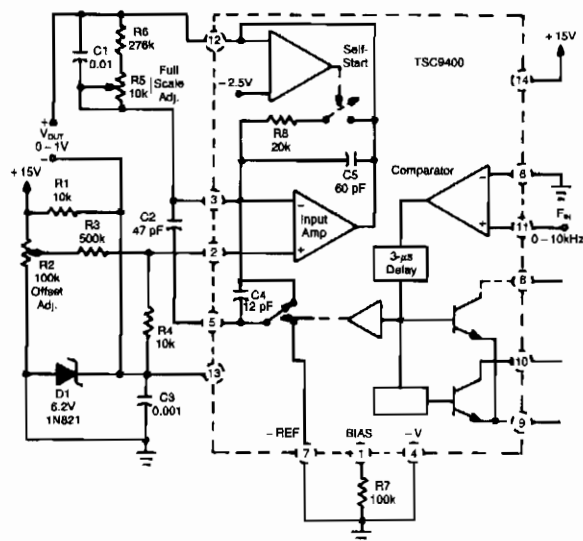 R6
276k
C1
0.01
R5
10k
Full
Scale
Adj.
12
-2.5V
Self-
Start
TSC9400
+15V
14
+
V_OUT
0-1V
-
R8
20k
C5
60 pF
Comparator
+15V
R1
10k
3
-
Input
Amp
+
-
+
6
F_IN
11
0-10kHz
R3
500k
C2
47 pF
2
3-µs
Delay
R2
100k
Offset
Adj.
C4
12 pF
5
8
R4
10k
13
10
D1
6.2V
1N821
C3
0.001
-REF
BIAS
-V
9
7
1
4
R7
100k